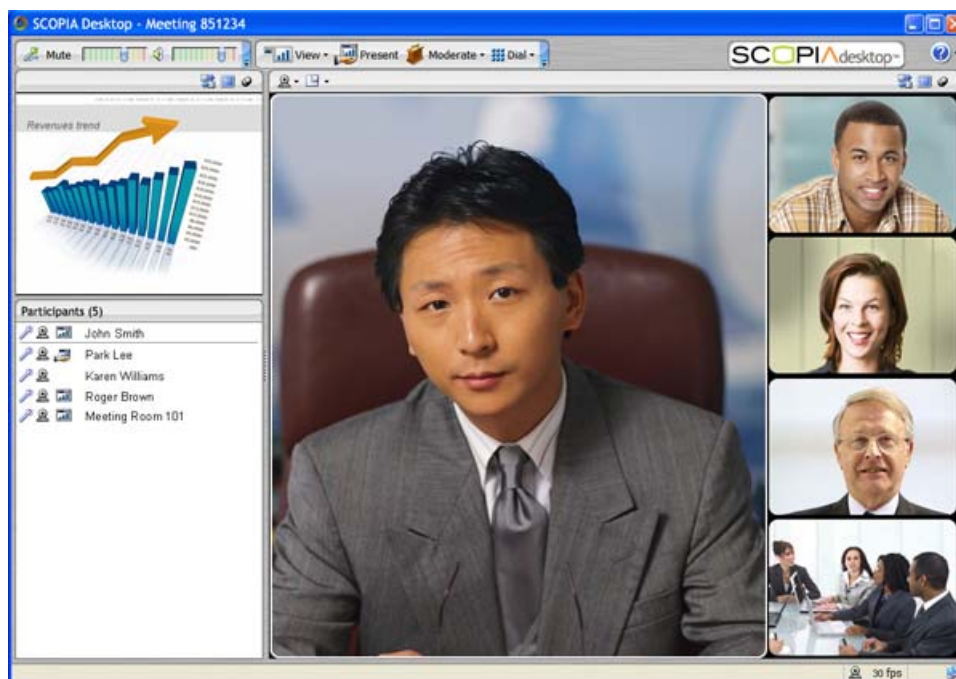 SCOPIA Desktop - Meeting 851234
Mute View Present Moderate Dial SCOPIA desktop™
Revenues trend
Participants (5)
John Smith
Park Lee
Karen Williams
Roger Brown
Meeting Room 101
30 fps